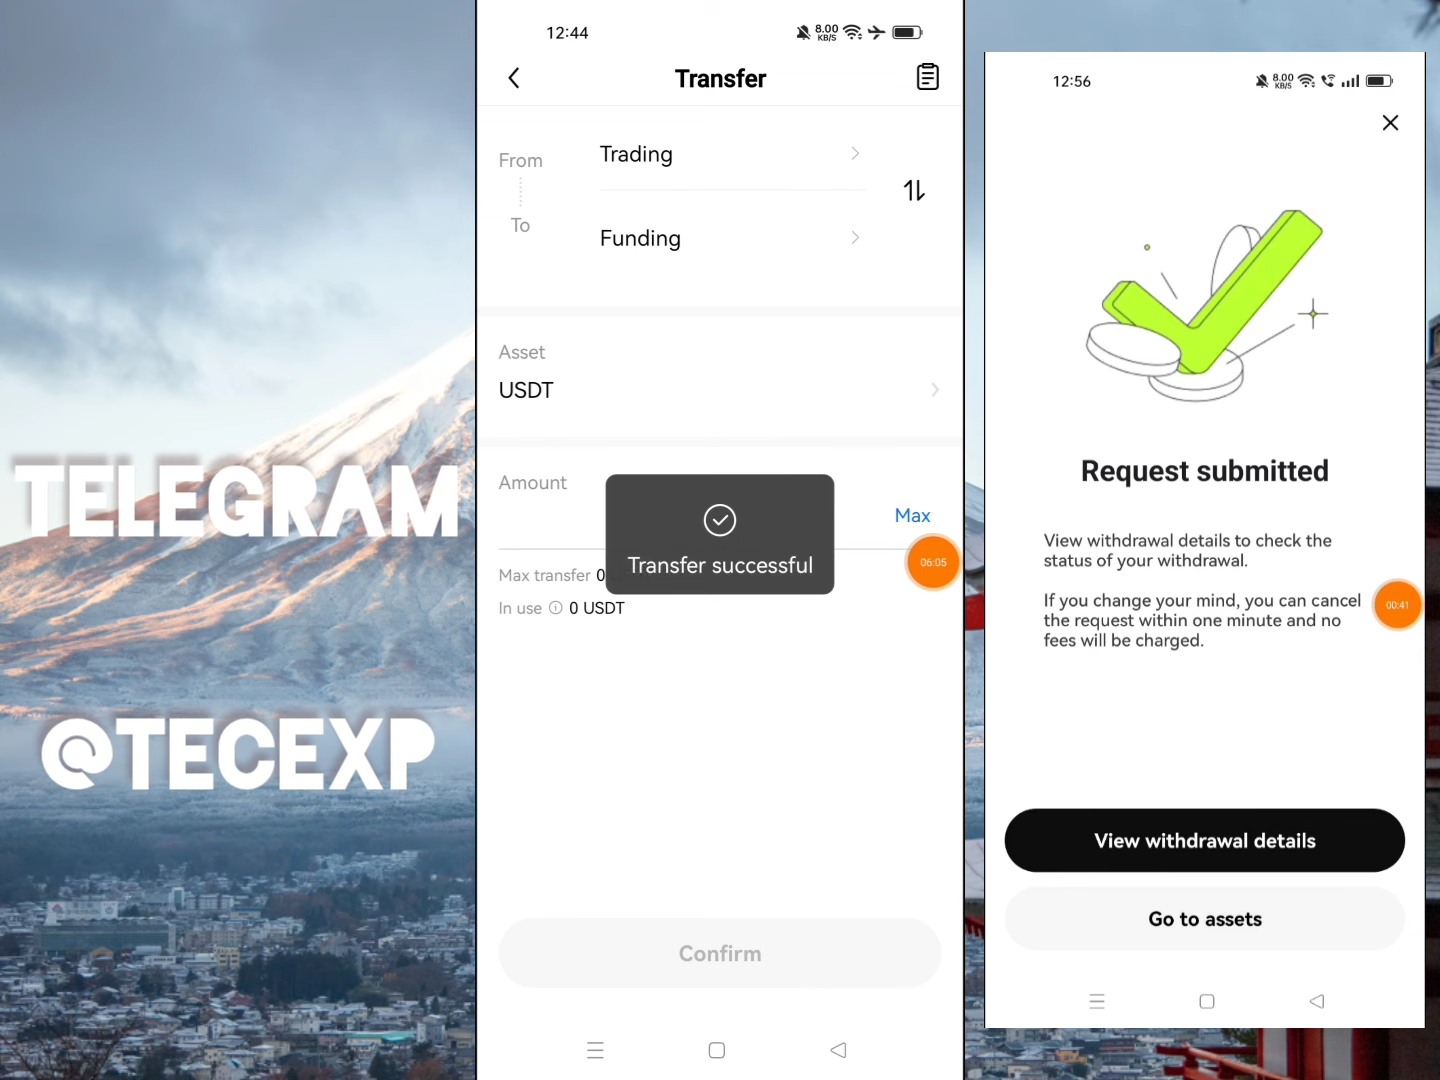 TELEGRAM
@TECEXP
12:44
8.00
KB/S
Transfer
From
Trading
To
Funding
Asset
USDT
Amount
Max
Transfer successful
06:05
Max transfer 0
In use 0 USDT
Confirm
12:56
8.00
KB/S
Request submitted
View withdrawal details to check the
status of your withdrawal.
If you change your mind, you can cancel
the request within one minute and no
fees will be charged.
00:41
View withdrawal details
Go to assets